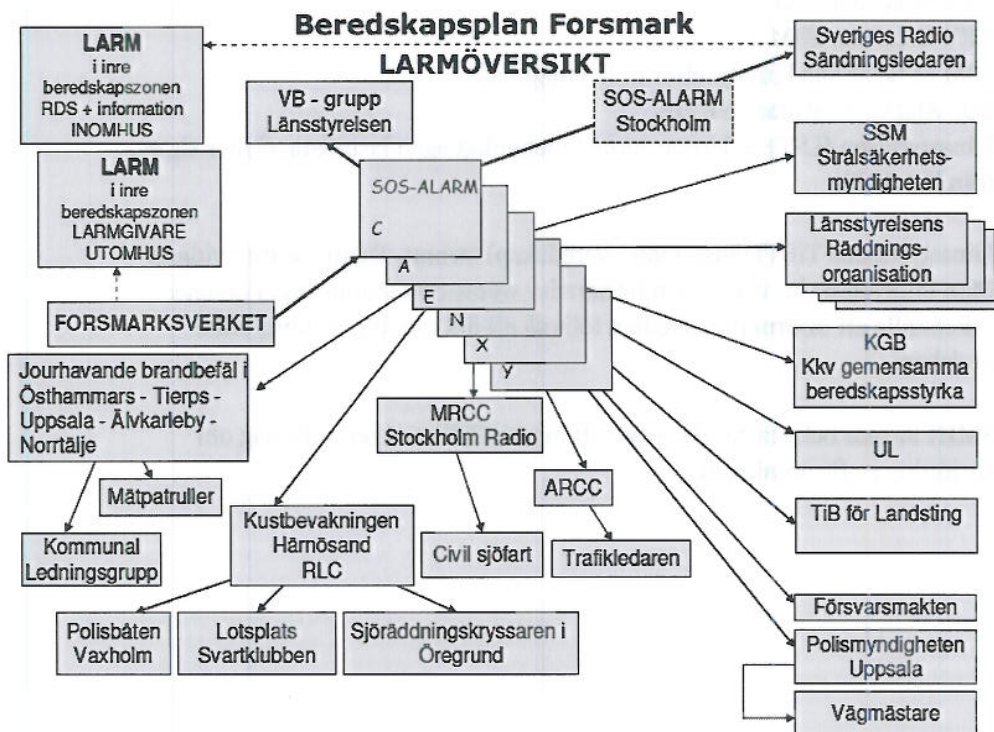 Beredskapsplan Forsmark
LARMÖVERSIKT
LARM
i inre
beredskapszonen
RDS + information
INOMHUS
LARM
i inre
beredskapszonen
LARMGIVARE
UTOMHUS
FORSMARKSVERKET
VB - grupp
Länsstyrelsen
SOS-ALARM
Stockholm
Sveriges Radio
Sändningsledaren
SOS-ALARM
C
A
E
N
X
Y
SSM
Strålsäkerhets-
myndigheten
Länsstyrelsens
Räddnings-
organisation
KGB
Kkv gemensamma
beredskapsstyrka
UL
TiB för Landsting
Försvarsmakten
Polismyndigheten
Uppsala
Vägmästare
Jourhavande brandbefäl i
Östhammars - Tierps -
Uppsala - Älvkarleby -
Norrtälje
Mätpatruller
Kommunal
Ledningsgrupp
MRCC
Stockholm Radio
ARCC
Kustbevakningen
Härnösand
RLC
Civil sjöfart
Trafikledaren
Polisbåten
Vaxholm
Lotsplats
Svartklubben
Sjöräddningskryssaren i
Öregrund